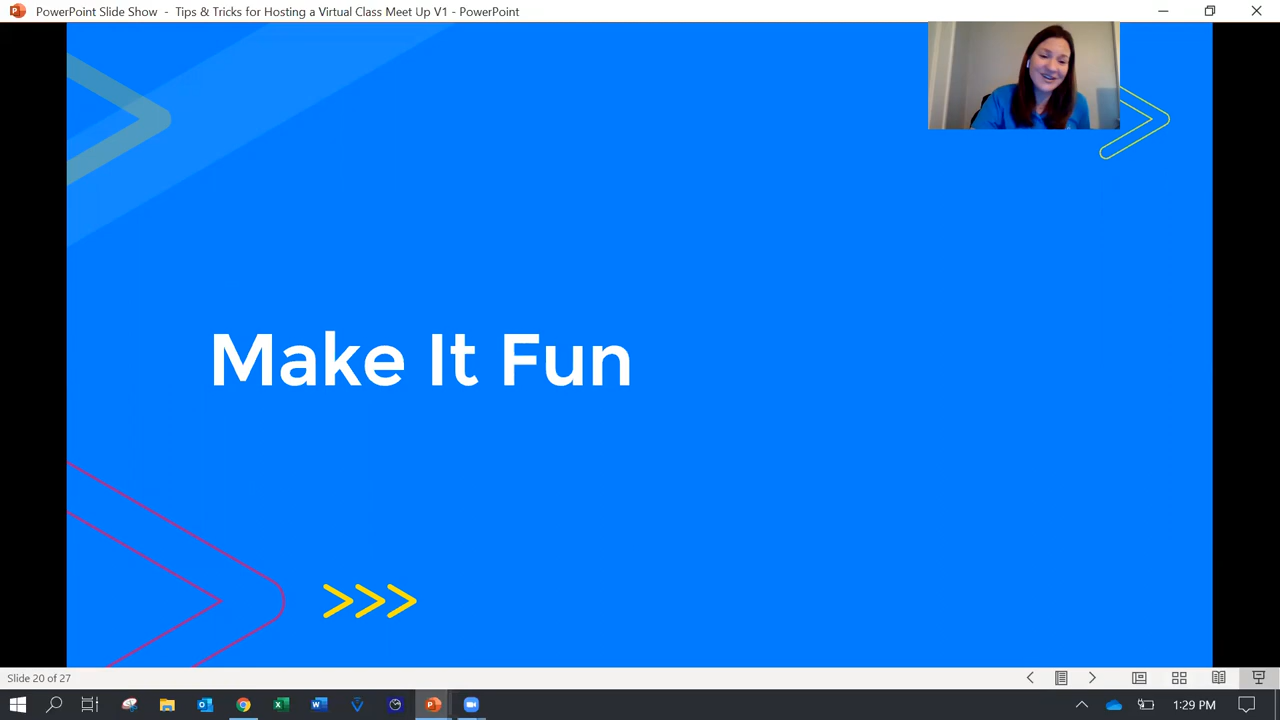 PowerPoint Slide Show - Tips & Tricks for Hosting a Virtual Class Meet Up V1 - PowerPoint
Make It Fun
Slide 20 of 27
1:29 PM